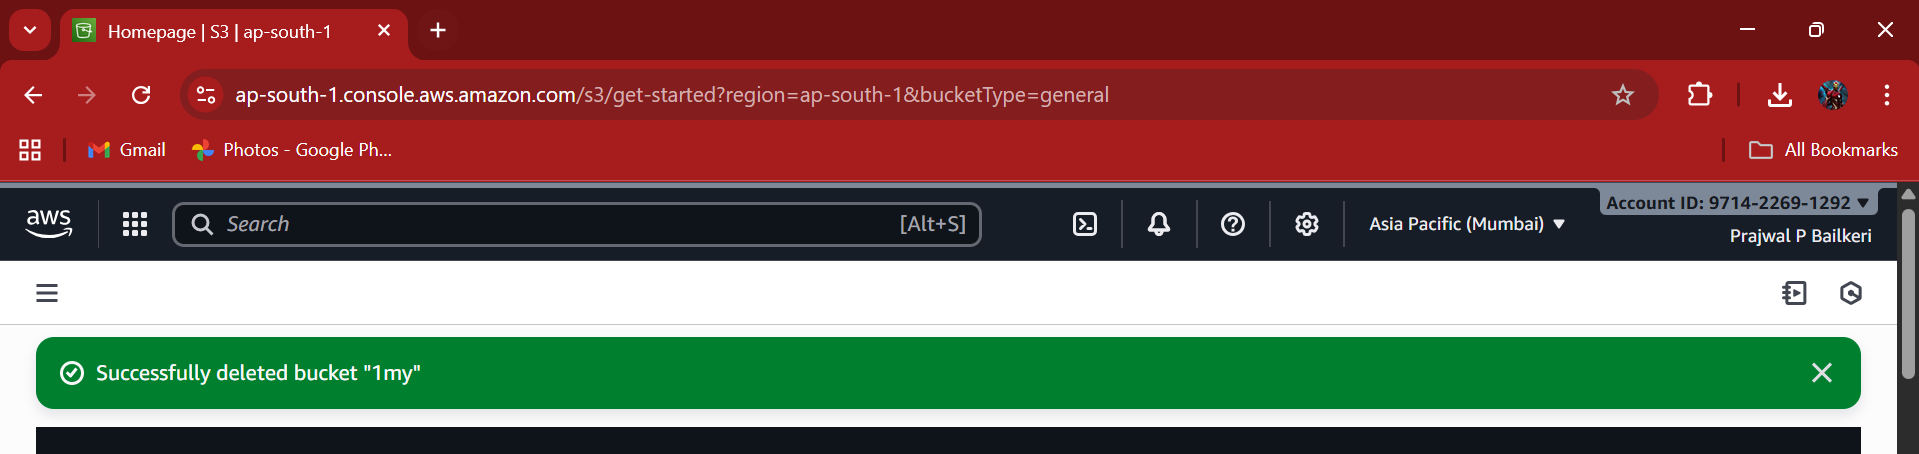 Homepage | S3 | ap-south-1
ap-south-1.console.aws.amazon.com/s3/get-started?region=ap-south-1&bucketType=general
Gmail
Photos - Google Ph...
All Bookmarks
aws
Search
[Alt+S]
Asia Pacific (Mumbai)
Account ID: 9714-2269-1292
Prajwal P Bailkeri
Successfully deleted bucket "1my"